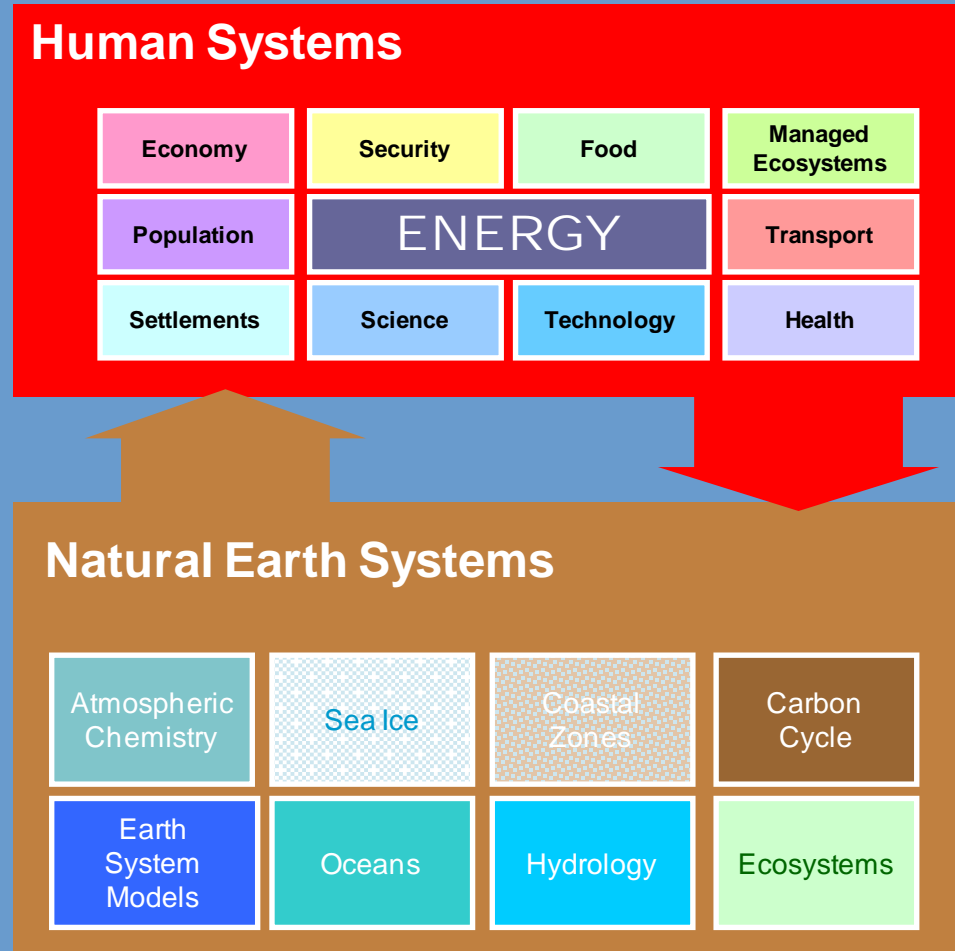 Human Systems
Economy
Security
Food
Managed
Ecosystems
Population
ENERGY
Transport
Settlements
Science
Technology
Health
Natural Earth Systems
Atmospheric
Chemistry
Sea Ice
Coastal
Zones
Carbon
Cycle
Earth
System
Models
Oceans
Hydrology
Ecosystems